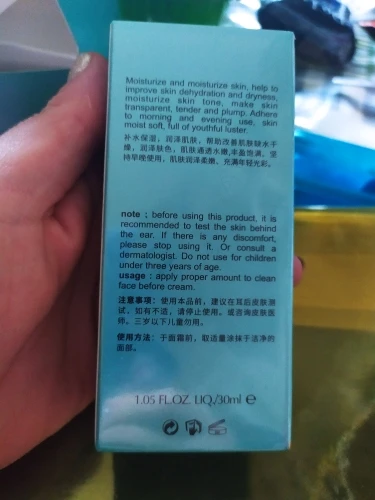 Moisturize and moisturize skin, help to
improve skin dehydration and dryness,
moisturize skin tone, make skin
transparent, tender and plump. Adhere
to morning and evening use, skin
moist soft, full of youthful luster.
补水保湿，润泽肌肤，帮助改善肌肤缺水干
燥，润泽肤色，肌肤通透水嫩,丰盈饱满。坚
持早晚使用，肌肤润泽柔嫩、充满年轻光彩。
note : before using this product, it is
recommended to test the skin behind
the ear. If there is any discomfort,
please stop using it. Or consult a
dermatologist. Do not use for children
under three years of age.
usage : apply proper amount to clean
face before cream.
注意事项：使用本品前，建议在耳后皮肤测
试，如有不适，请停止使用。或咨询皮肤医
师。三岁以下儿童勿用。
使用方法：于面霜前，取适量涂抹于洁净的
面部。
1.05 FL.OZ. LIQ./30ml e